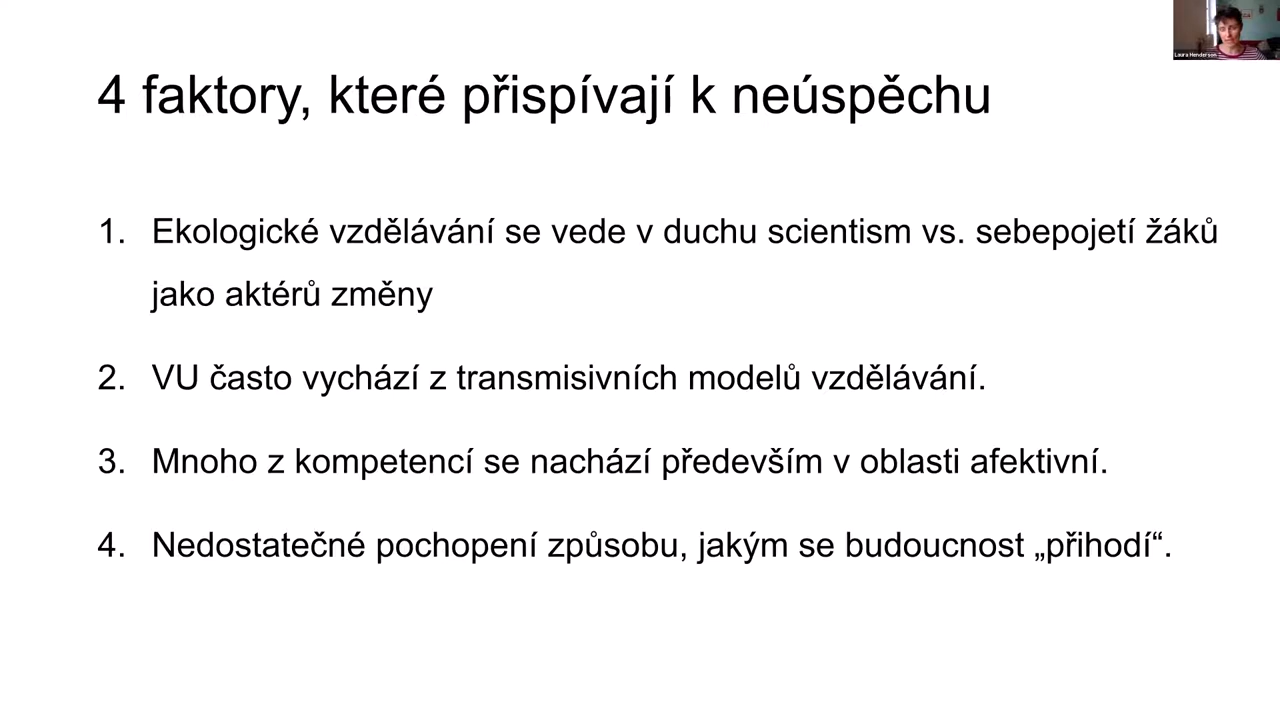 Laura Henderson
4 faktory, které přispívají k neúspěchu
1. Ekologické vzdělávání se vede v duchu scientism vs. sebepojetí žáků
jako aktérů změny
2. VU často vychází z transmisivních modelů vzdělávání.
3. Mnoho z kompetencí se nachází především v oblasti afektivní.
4. Nedostatečné pochopení způsobu, jakým se budoucnost „přihodí“.